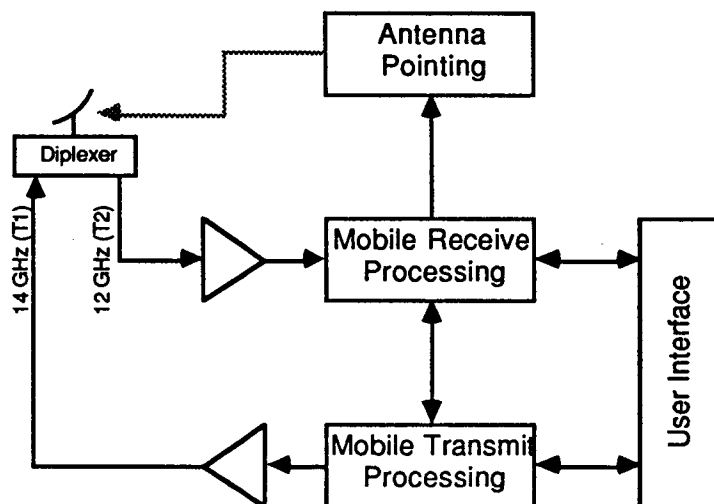 Antenna
Pointing
Diplexer
14 GHz (T1)
12 GHz (T2)
Mobile Receive
Processing
User Interface
Mobile Transmit
Processing